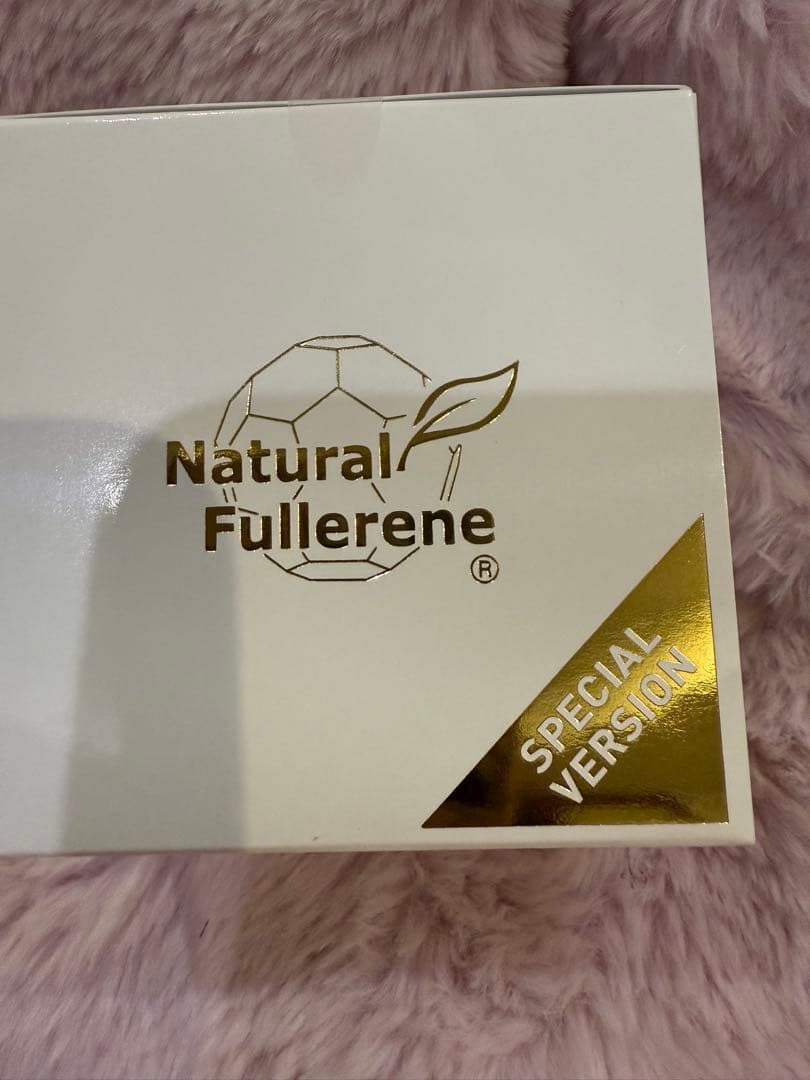 Natural
Fullerene
®
SPECIAL
VERSION